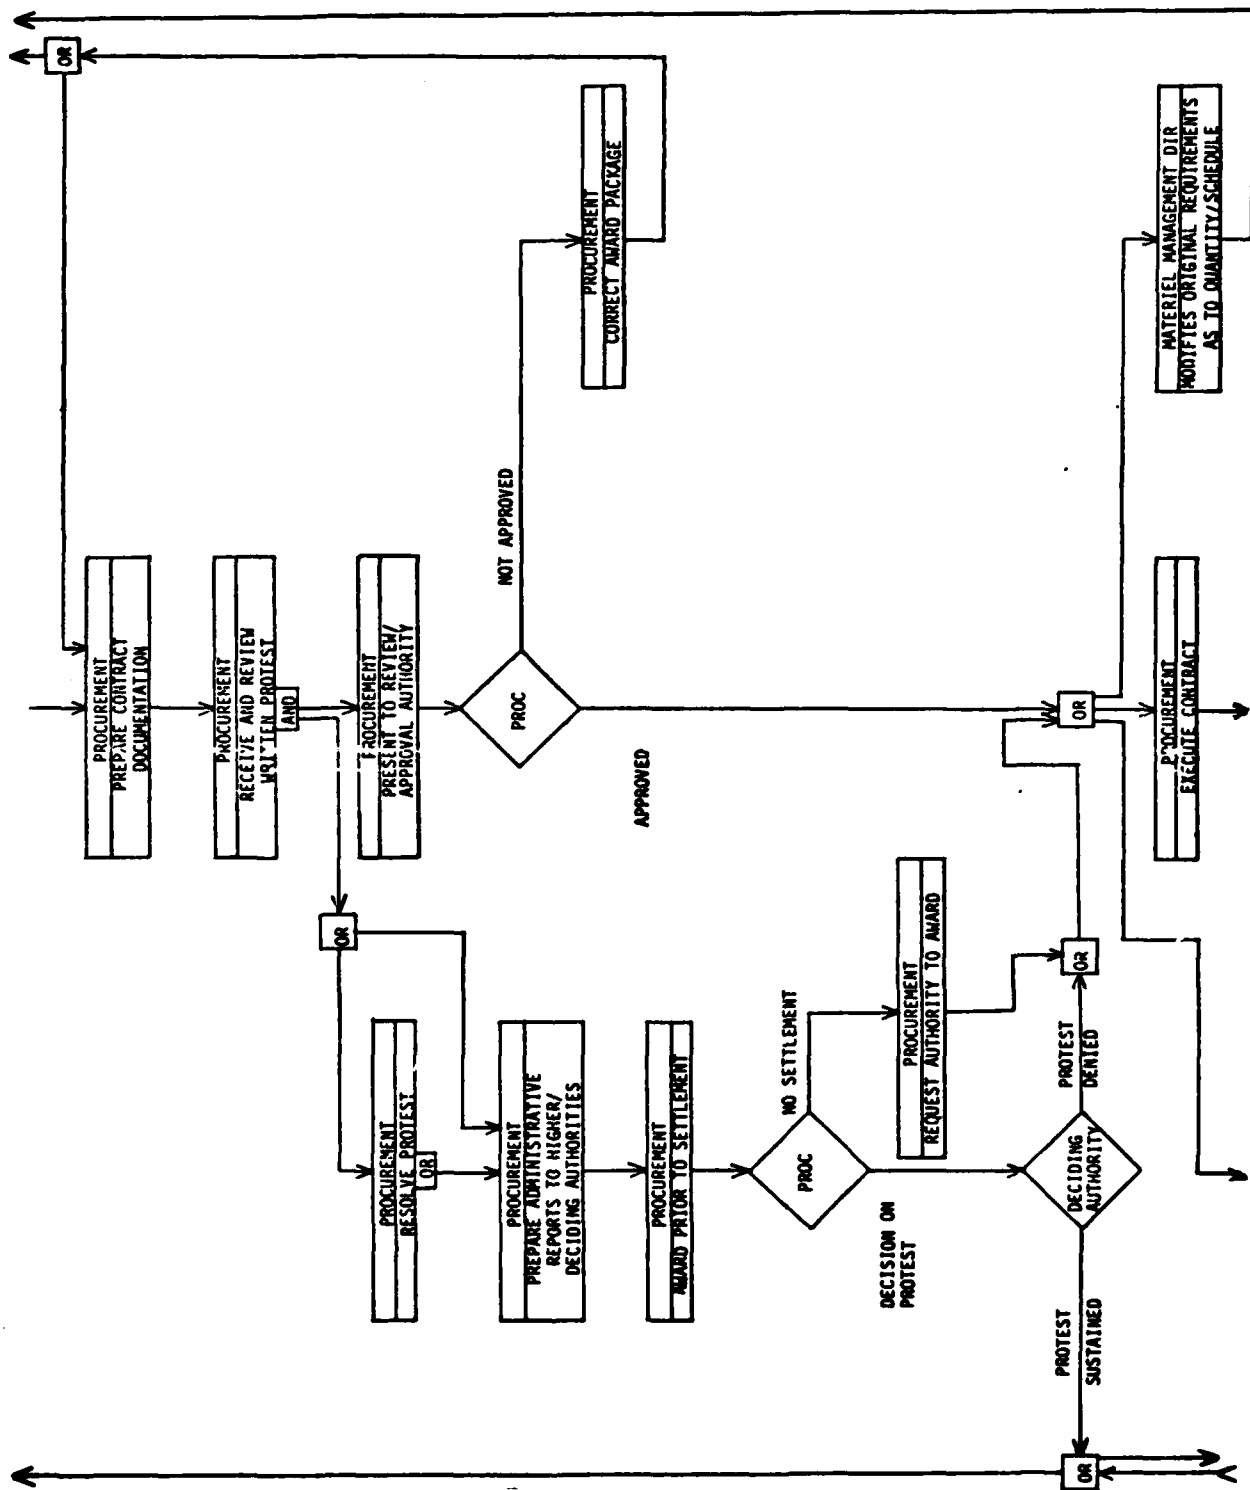 OR
PROCUREMENT
PREPARE CONTRACT
DOCUMENTATION
PROCUREMENT
RECEIVE AND REVIEW
WRITTEN PROTEST
AND
PROCUREMENT
PRESENT TO REVIEW/
APPROVAL AUTHORITY
PROC
NOT APPROVED
PROCUREMENT
CORRECT AWARD PACKAGE
APPROVED
OR
PROCUREMENT
RESOLVE PROTEST
OR
PROCUREMENT
PREPARE ADMINISTRATIVE
REPORTS TO HIGHER/
DECIDING AUTHORITIES
PROCUREMENT
AWARD PRIOR TO SETTLEMENT
PROC
NO SETTLEMENT
PROCUREMENT
REQUEST AUTHORITY TO AWARD
DECISION ON
PROTEST
DECIDING
AUTHORITY
PROTEST
DENIED
OR
PROTEST
SUSTAINED
OR
OR
PROCUREMENT
EXECUTE CONTRACT
MATERIEL MANAGEMENT DIR
MODIFIES ORIGINAL REQUIREMENTS
AS TO QUANTITY/SCHEDULE